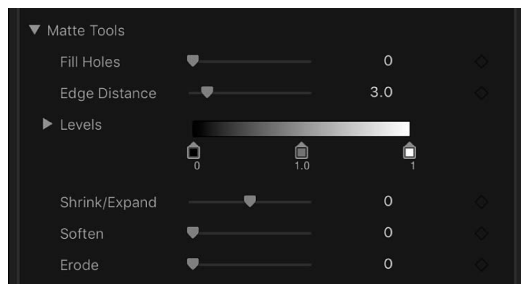 Matte Tools
Fill Holes 0
Edge Distance 3.0
Levels
0 1.0 1
Shrink/Expand 0
Soften 0
Erode 0